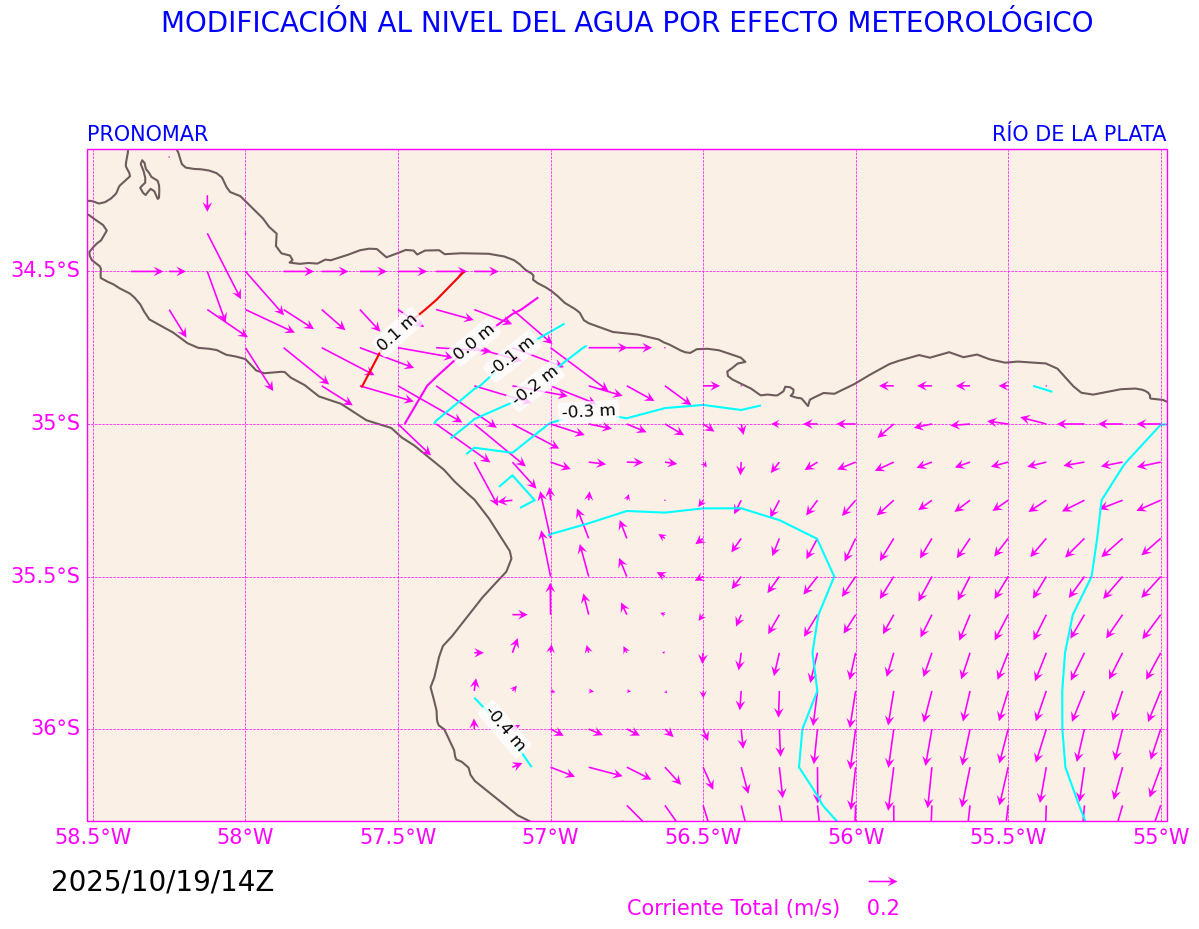 MODIFICACIÓN AL NIVEL DEL AGUA POR EFECTO METEOROLÓGICO
PRONOMAR
RÍO DE LA PLATA
34.5°S
0.1 m
0.0 m
-0.1 m
-0.2 m
-0.3 m
35°S
35.5°S
-0.4 m
36°S
58.5°W
58°W
57.5°W
57°W
56.5°W
56°W
55.5°W
55°W
2025/10/19/14Z
Corriente Total (m/s) 0.2